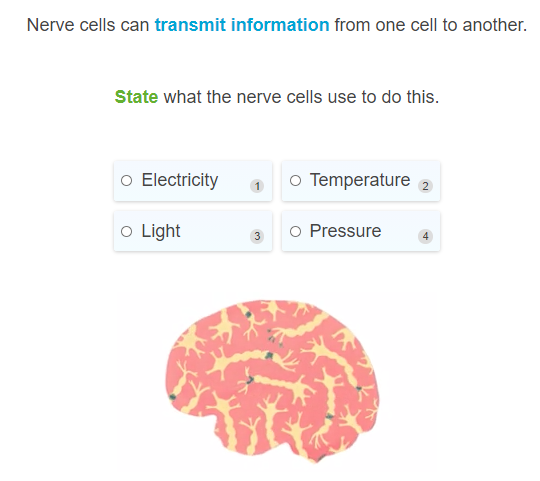 Nerve cells can transmit information from one cell to another.
State what the nerve cells use to do this.
Electricity 1
Temperature 2
Light 3
Pressure 4